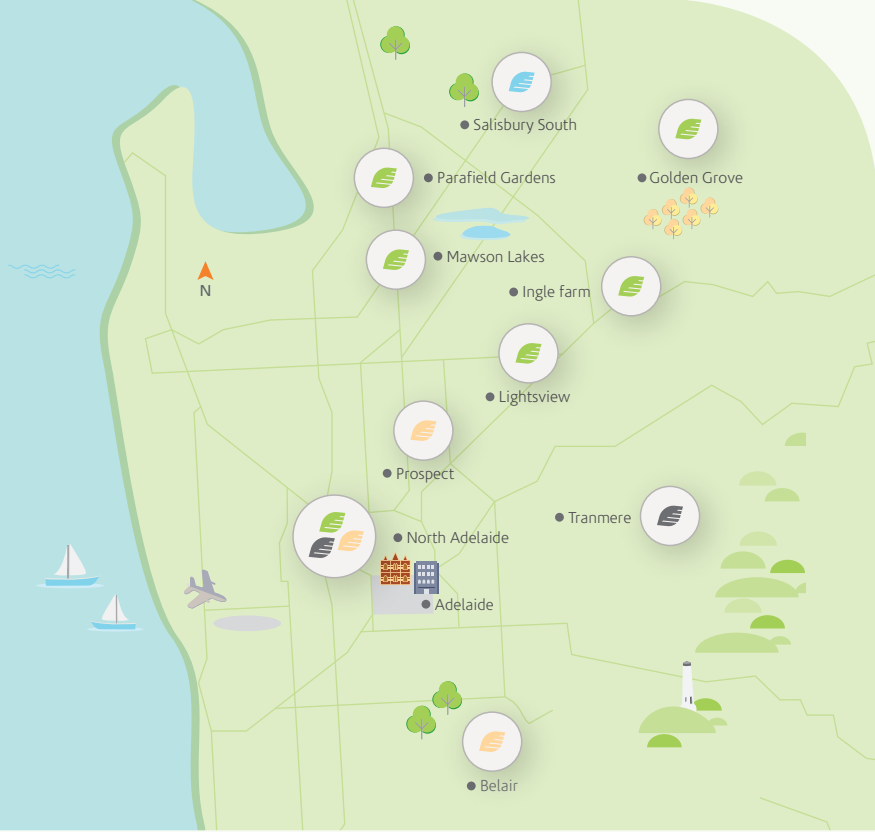 Salisbury South
Parafield Gardens
Golden Grove
Mawson Lakes
N
Ingle farm
Lightsview
Prospect
Tranmere
North Adelaide
Adelaide
Belair